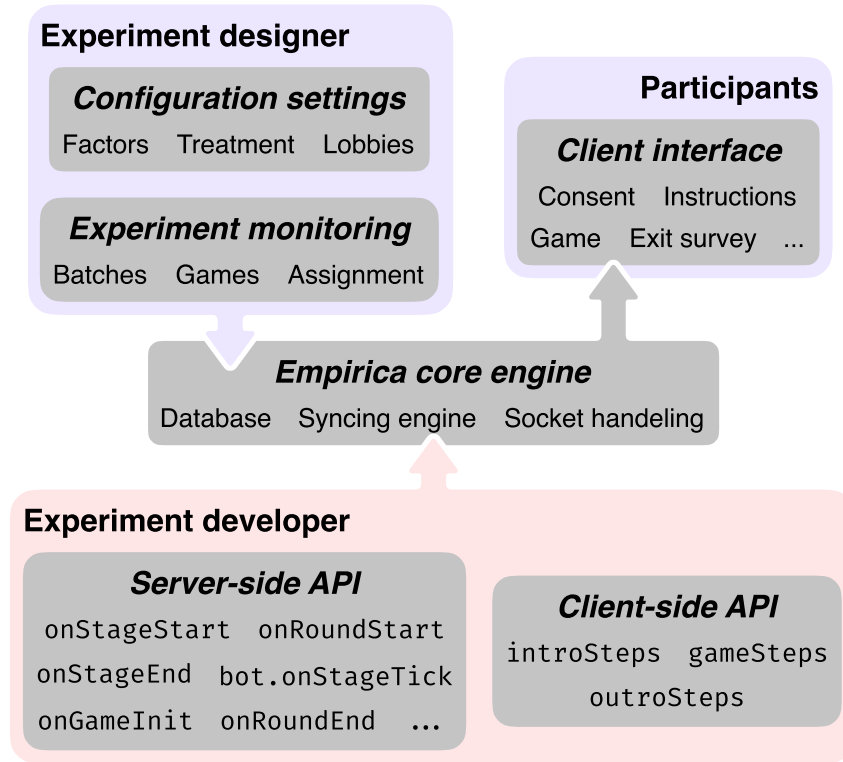 Experiment designer
Configuration settings
Factors Treatment Lobbies
Experiment monitoring
Batches Games Assignment
Participants
Client interface
Consent Instructions
Game Exit survey ...
Empirica core engine
Database Syncing engine Socket handeling
Experiment developer
Server-side API
onStageStart onRoundStart
onStageEnd bot.onStageTick
onGameInit onRoundEnd ...
Client-side API
introSteps gameSteps
outroSteps